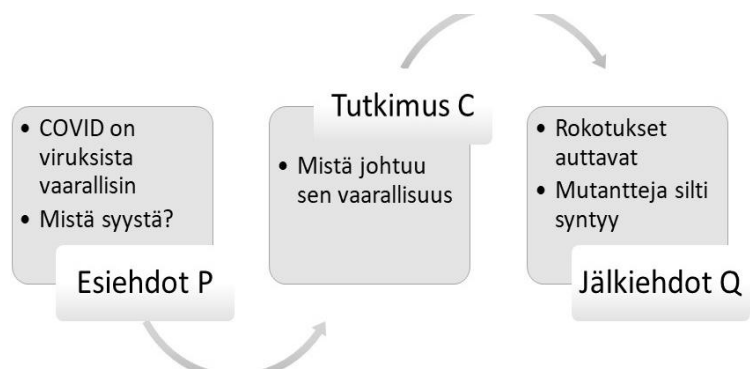 • COVID on
viruksista
vaarallisin
• Mistä syystä?
Esiehdot P
Tutkimus C
• Mistä johtuu
sen vaarallisuus
• Rokotukset
auttavat
• Mutantteja silti
syntyy
Jälkiehdot Q